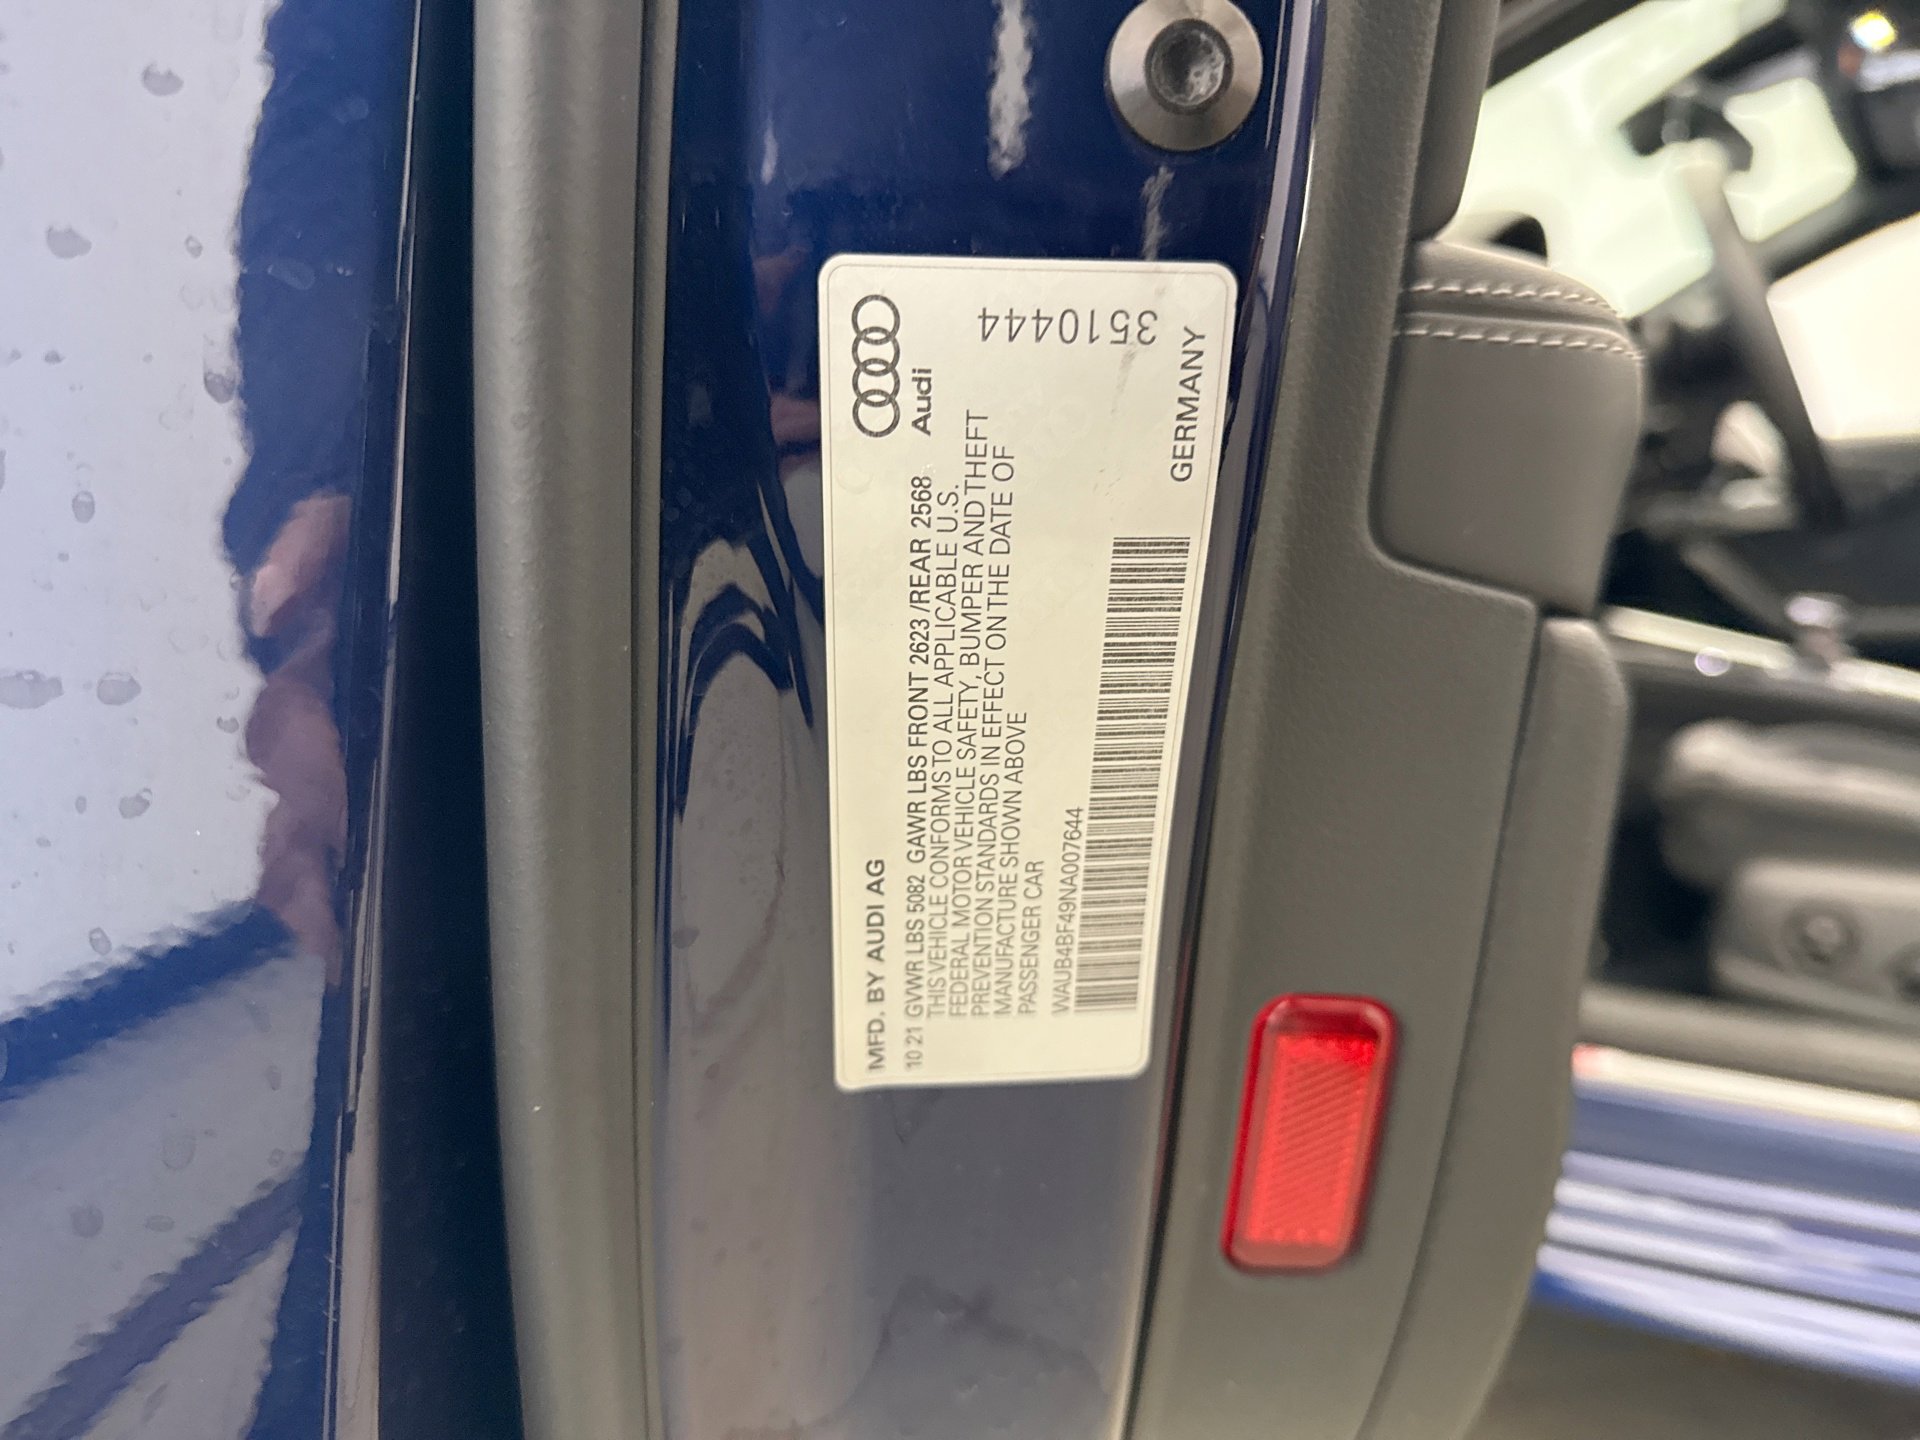 MFD. BY AUDI AG
Audi
10 21 GVWR LBS 5082 GAWR LBS FRONT 2623 /REAR 2568
THIS VEHICLE CONFORMS TO ALL APPLICABLE U.S.
FEDERAL MOTOR VEHICLE SAFETY, BUMPER AND THEFT
PREVENTION STANDARDS IN EFFECT ON THE DATE OF
MANUFACTURE SHOWN ABOVE
PASSENGER CAR
WAUB4BF49NA007644
GERMANY
3510444